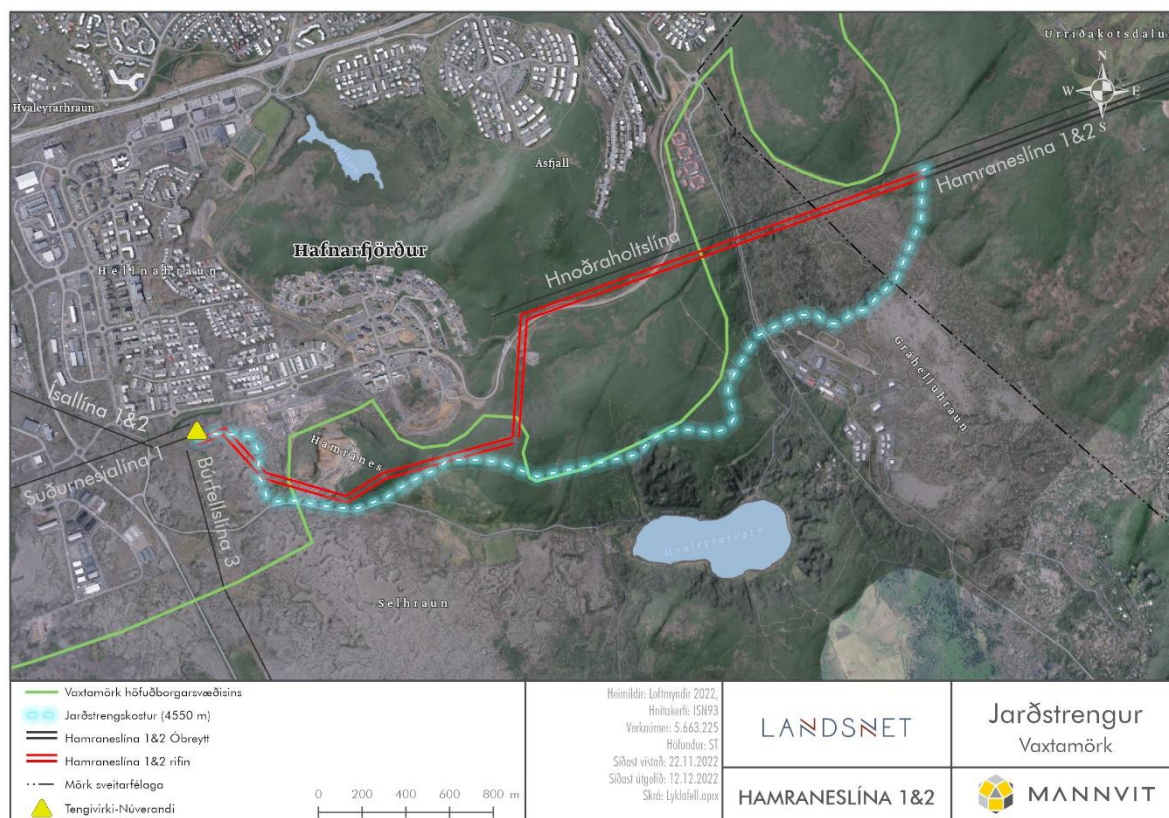 Urriðakotsdalu
N
W E
S
Hvaleyrarhraun
Ásfjall
Hamraneslína 1&2
Hafnarfjörður
Hnoðraholtslína
Hellnahraun
Grahelluhraun
Ísallína 1&2
Hamranes
Suðurnesjalína 1
Búrfellslína 3
Selhraun
Vaxtamörk höfuðborgarsvæðisins
Jarðstrengskostur (4550 m)
Hamraneslína 1&2 Óbreytt
Hamraneslína 1&2 rifin
Mörk sveitarfélaga
Tengivirki-Núverandi
0 200 400 600 800 m
Heimildir: Loftmyndir 2022,
Hnitakerfi: ISN93
Verknúmer: 5.663.225
Höfundur: ST
Síðast vistað: 22.11.2022
Síðast útgefið: 12.12.2022
Skrá: Lyklafell.aprx
LANDSNET
HAMRANESLÍNA 1&2
Jarðstrengur
Vaxtamörk
MANNVIT